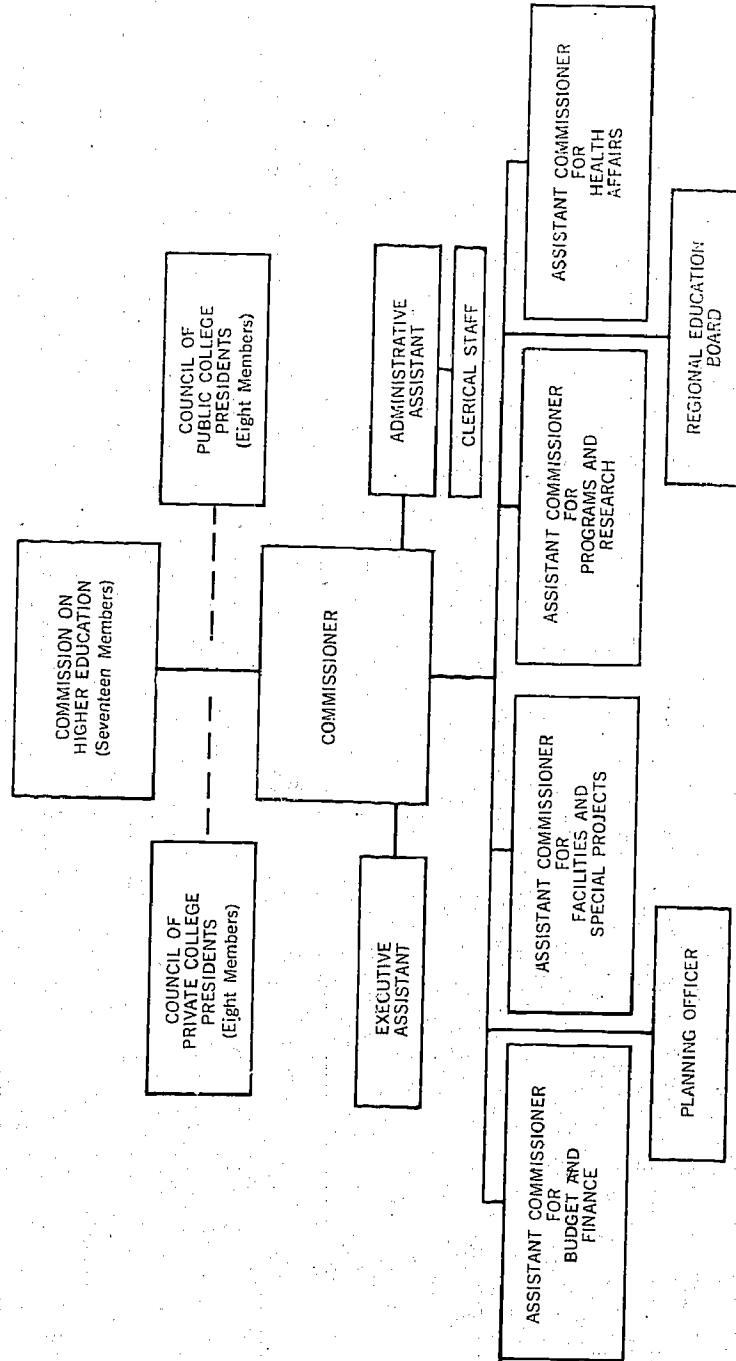 COMMISSION ON
HIGHER EDUCATION
(Seventeen Members)
COUNCIL OF
PRIVATE COLLEGE
PRESIDENTS
(Eight Members)
COUNCIL OF
PUBLIC COLLEGE
PRESIDENTS
(Eight Members)
COMMISSIONER
EXECUTIVE
ASSISTANT
ADMINISTRATIVE
ASSISTANT
CLERICAL STAFF
ASSISTANT COMMISSIONER
FOR
BUDGET AND
FINANCE
ASSISTANT COMMISSIONER
FOR
FACILITIES AND
SPECIAL PROJECTS
ASSISTANT COMMISSIONER
FOR
PROGRAMS AND
RESEARCH
ASSISTANT COMMISSIONER
FOR
HEALTH
AFFAIRS
PLANNING OFFICER
REGIONAL EDUCATION
BOARD